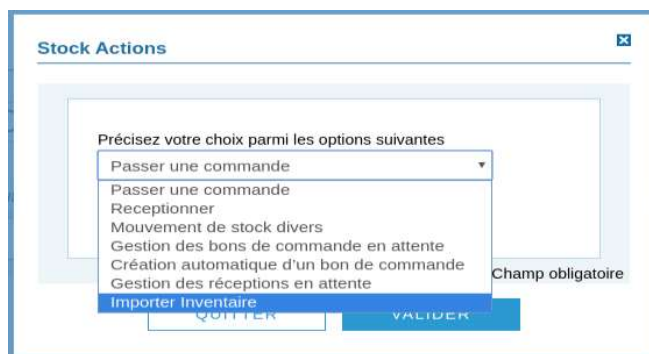 Stock Actions
Précisez votre choix parmi les options suivantes
Passer une commande
Passer une commande
Receptionner
Mouvement de stock divers
Gestion des bons de commande en attente
Création automatique d'un bon de commande
Gestion des réceptions en attente
Champ obligatoire
Importer Inventaire
QUITTER
VALIDER